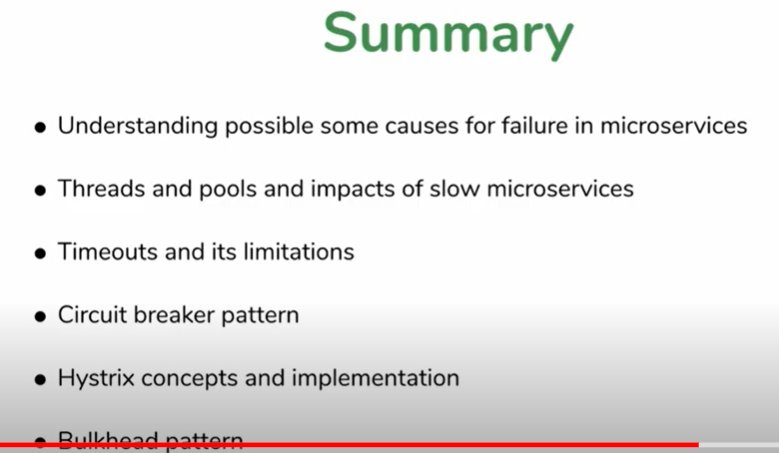 Summary
● Understanding possible some causes for failure in microservices
● Threads and pools and impacts of slow microservices
● Timeouts and its limitations
● Circuit breaker pattern
● Hystrix concepts and implementation
● Bulkhead pattern